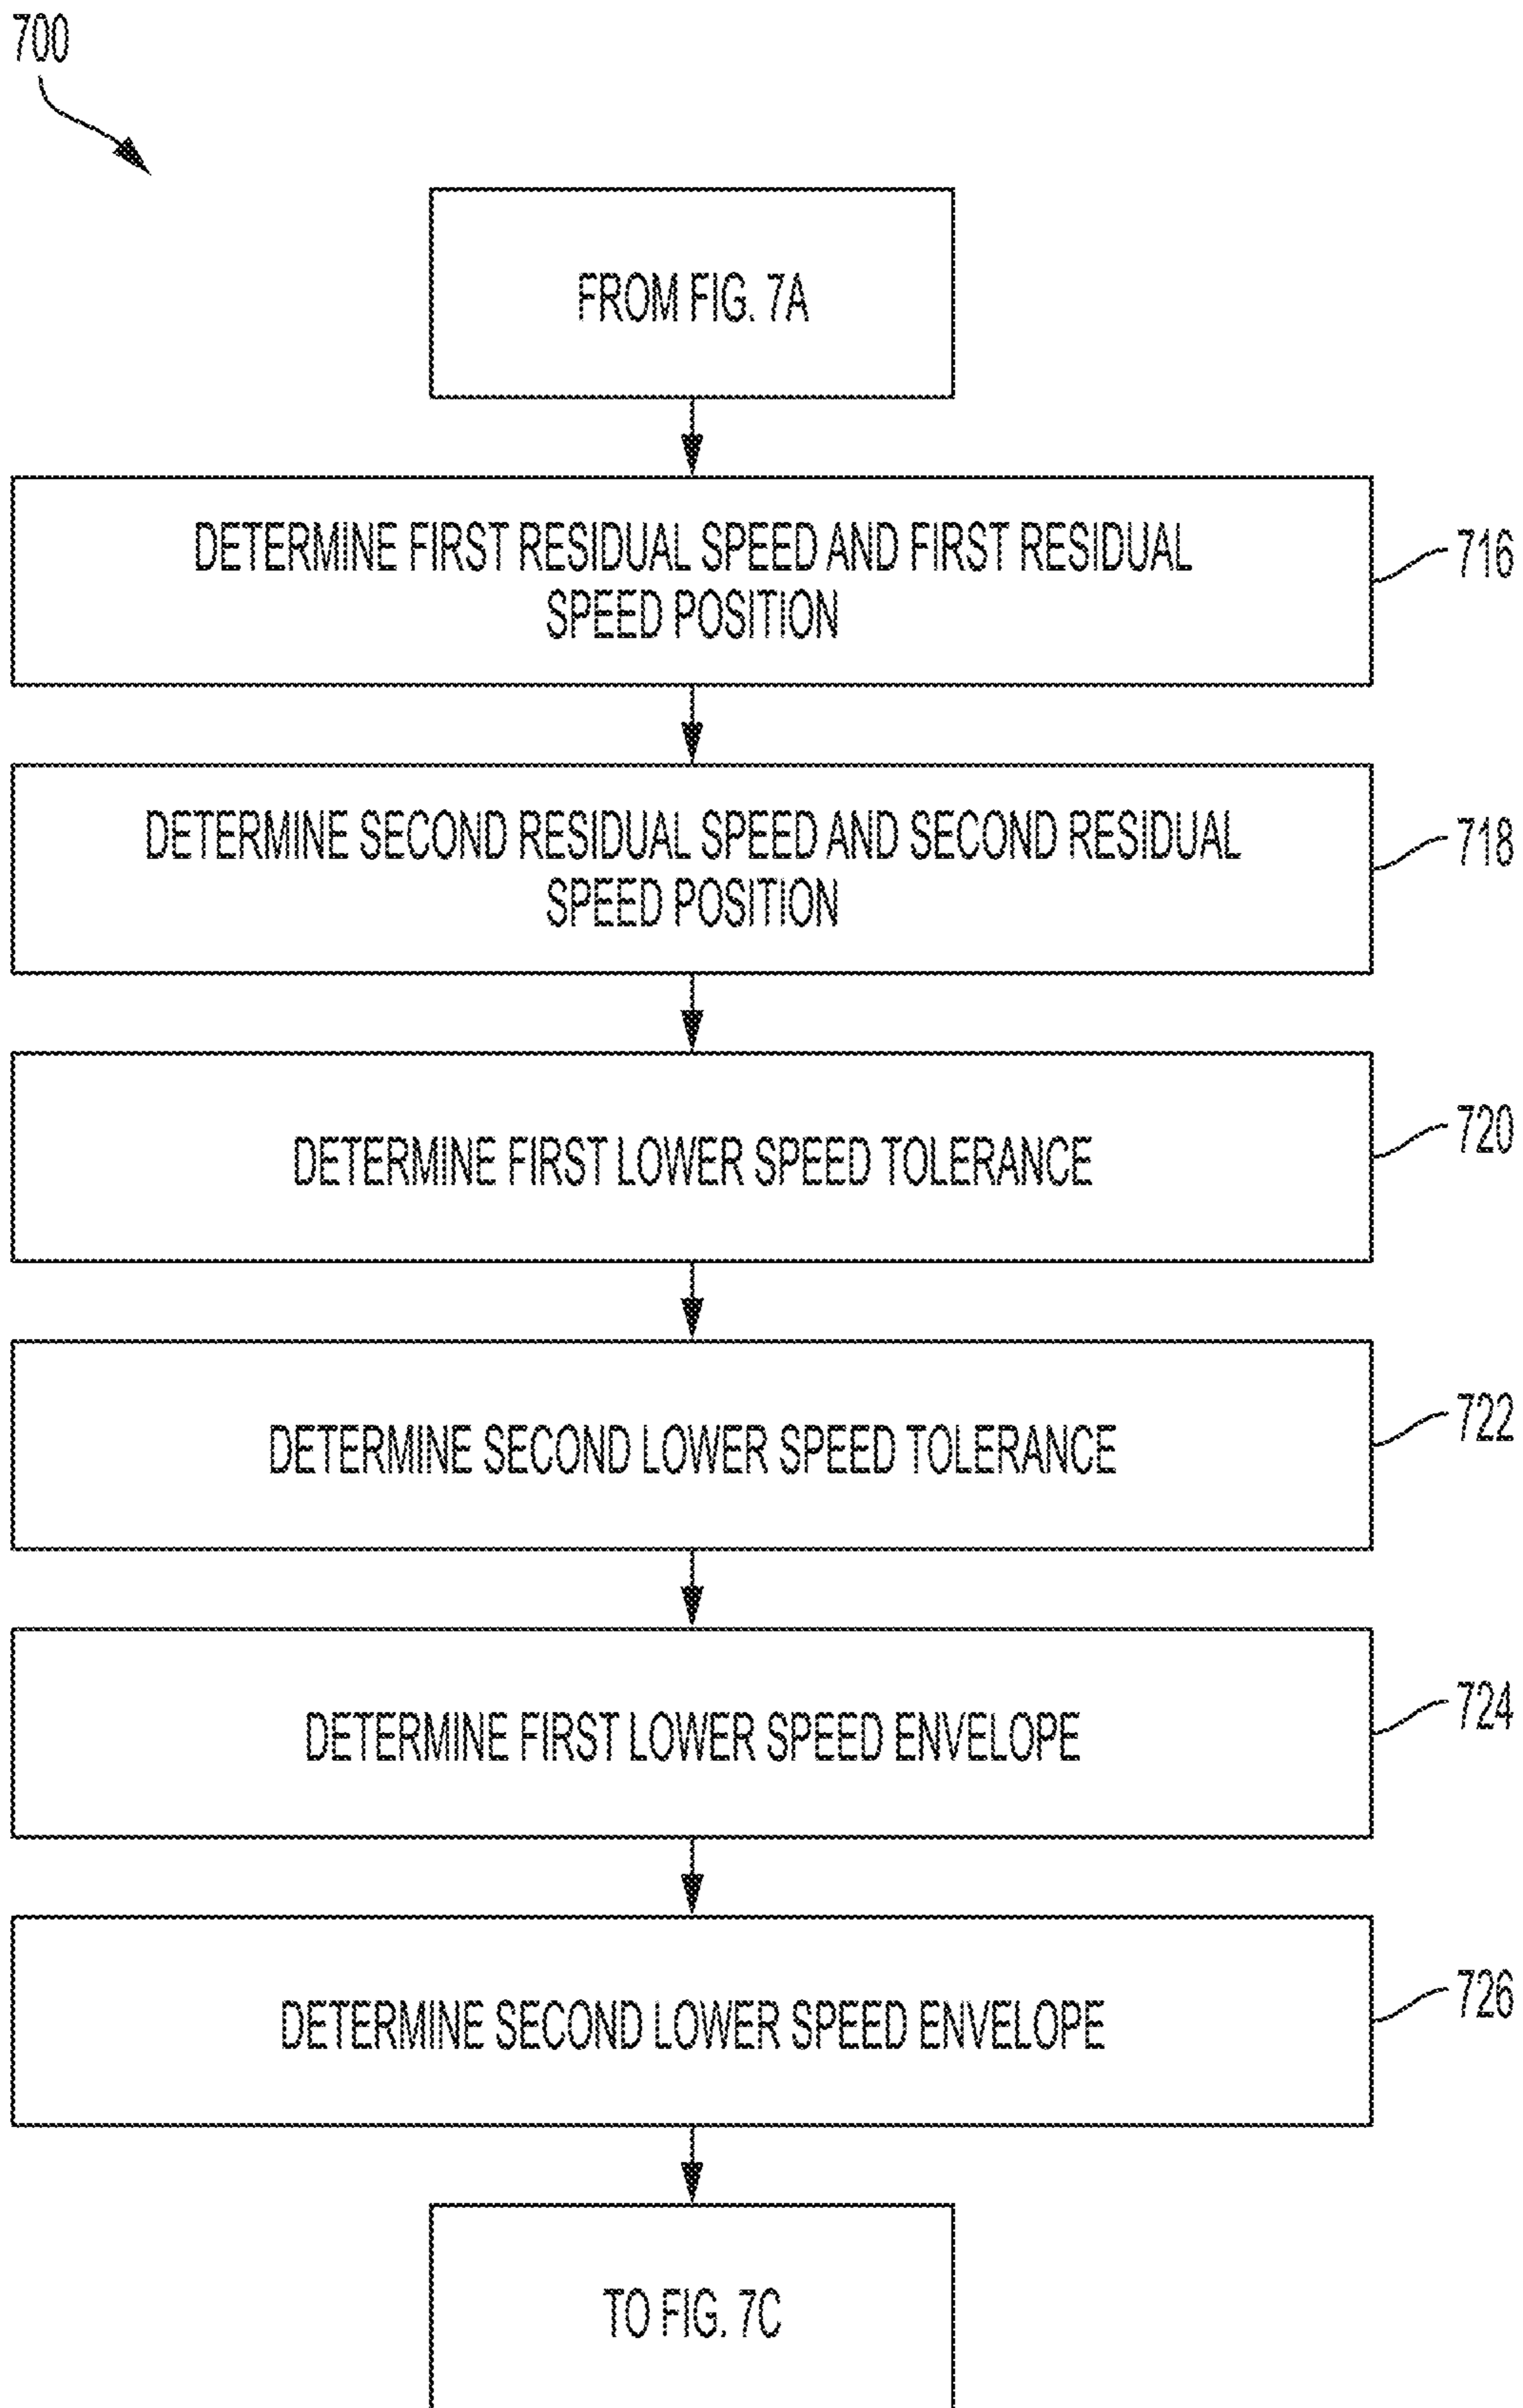 700
FROM FIG. 7A
DETERMINE FIRST RESIDUAL SPEED AND FIRST RESIDUAL
SPEED POSITION
716
DETERMINE SECOND RESIDUAL SPEED AND SECOND RESIDUAL
SPEED POSITION
718
DETERMINE FIRST LOWER SPEED TOLERANCE
720
DETERMINE SECOND LOWER SPEED TOLERANCE
722
DETERMINE FIRST LOWER SPEED ENVELOPE
724
DETERMINE SECOND LOWER SPEED ENVELOPE
726
TO FIG. 7C